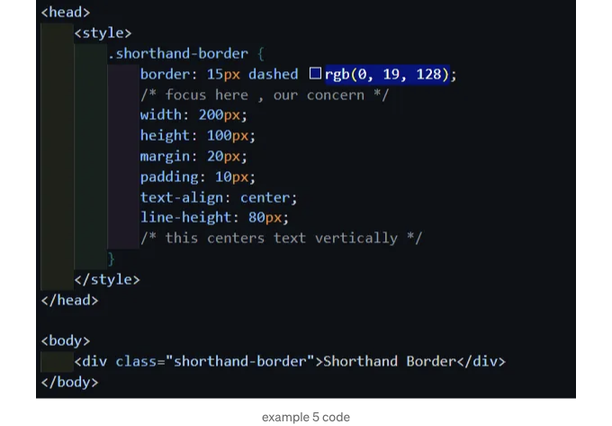 <head>
<style>
.shorthand-border {
border: 15px dashed rgb(0, 19, 128);
/* focus here , our concern */
width: 200px;
height: 100px;
margin: 20px;
padding: 10px;
text-align: center;
line-height: 80px;
/* this centers text vertically */
}
</style>
</head>
<body>
<div class="shorthand-border">Shorthand Border</div>
</body>
example 5 code